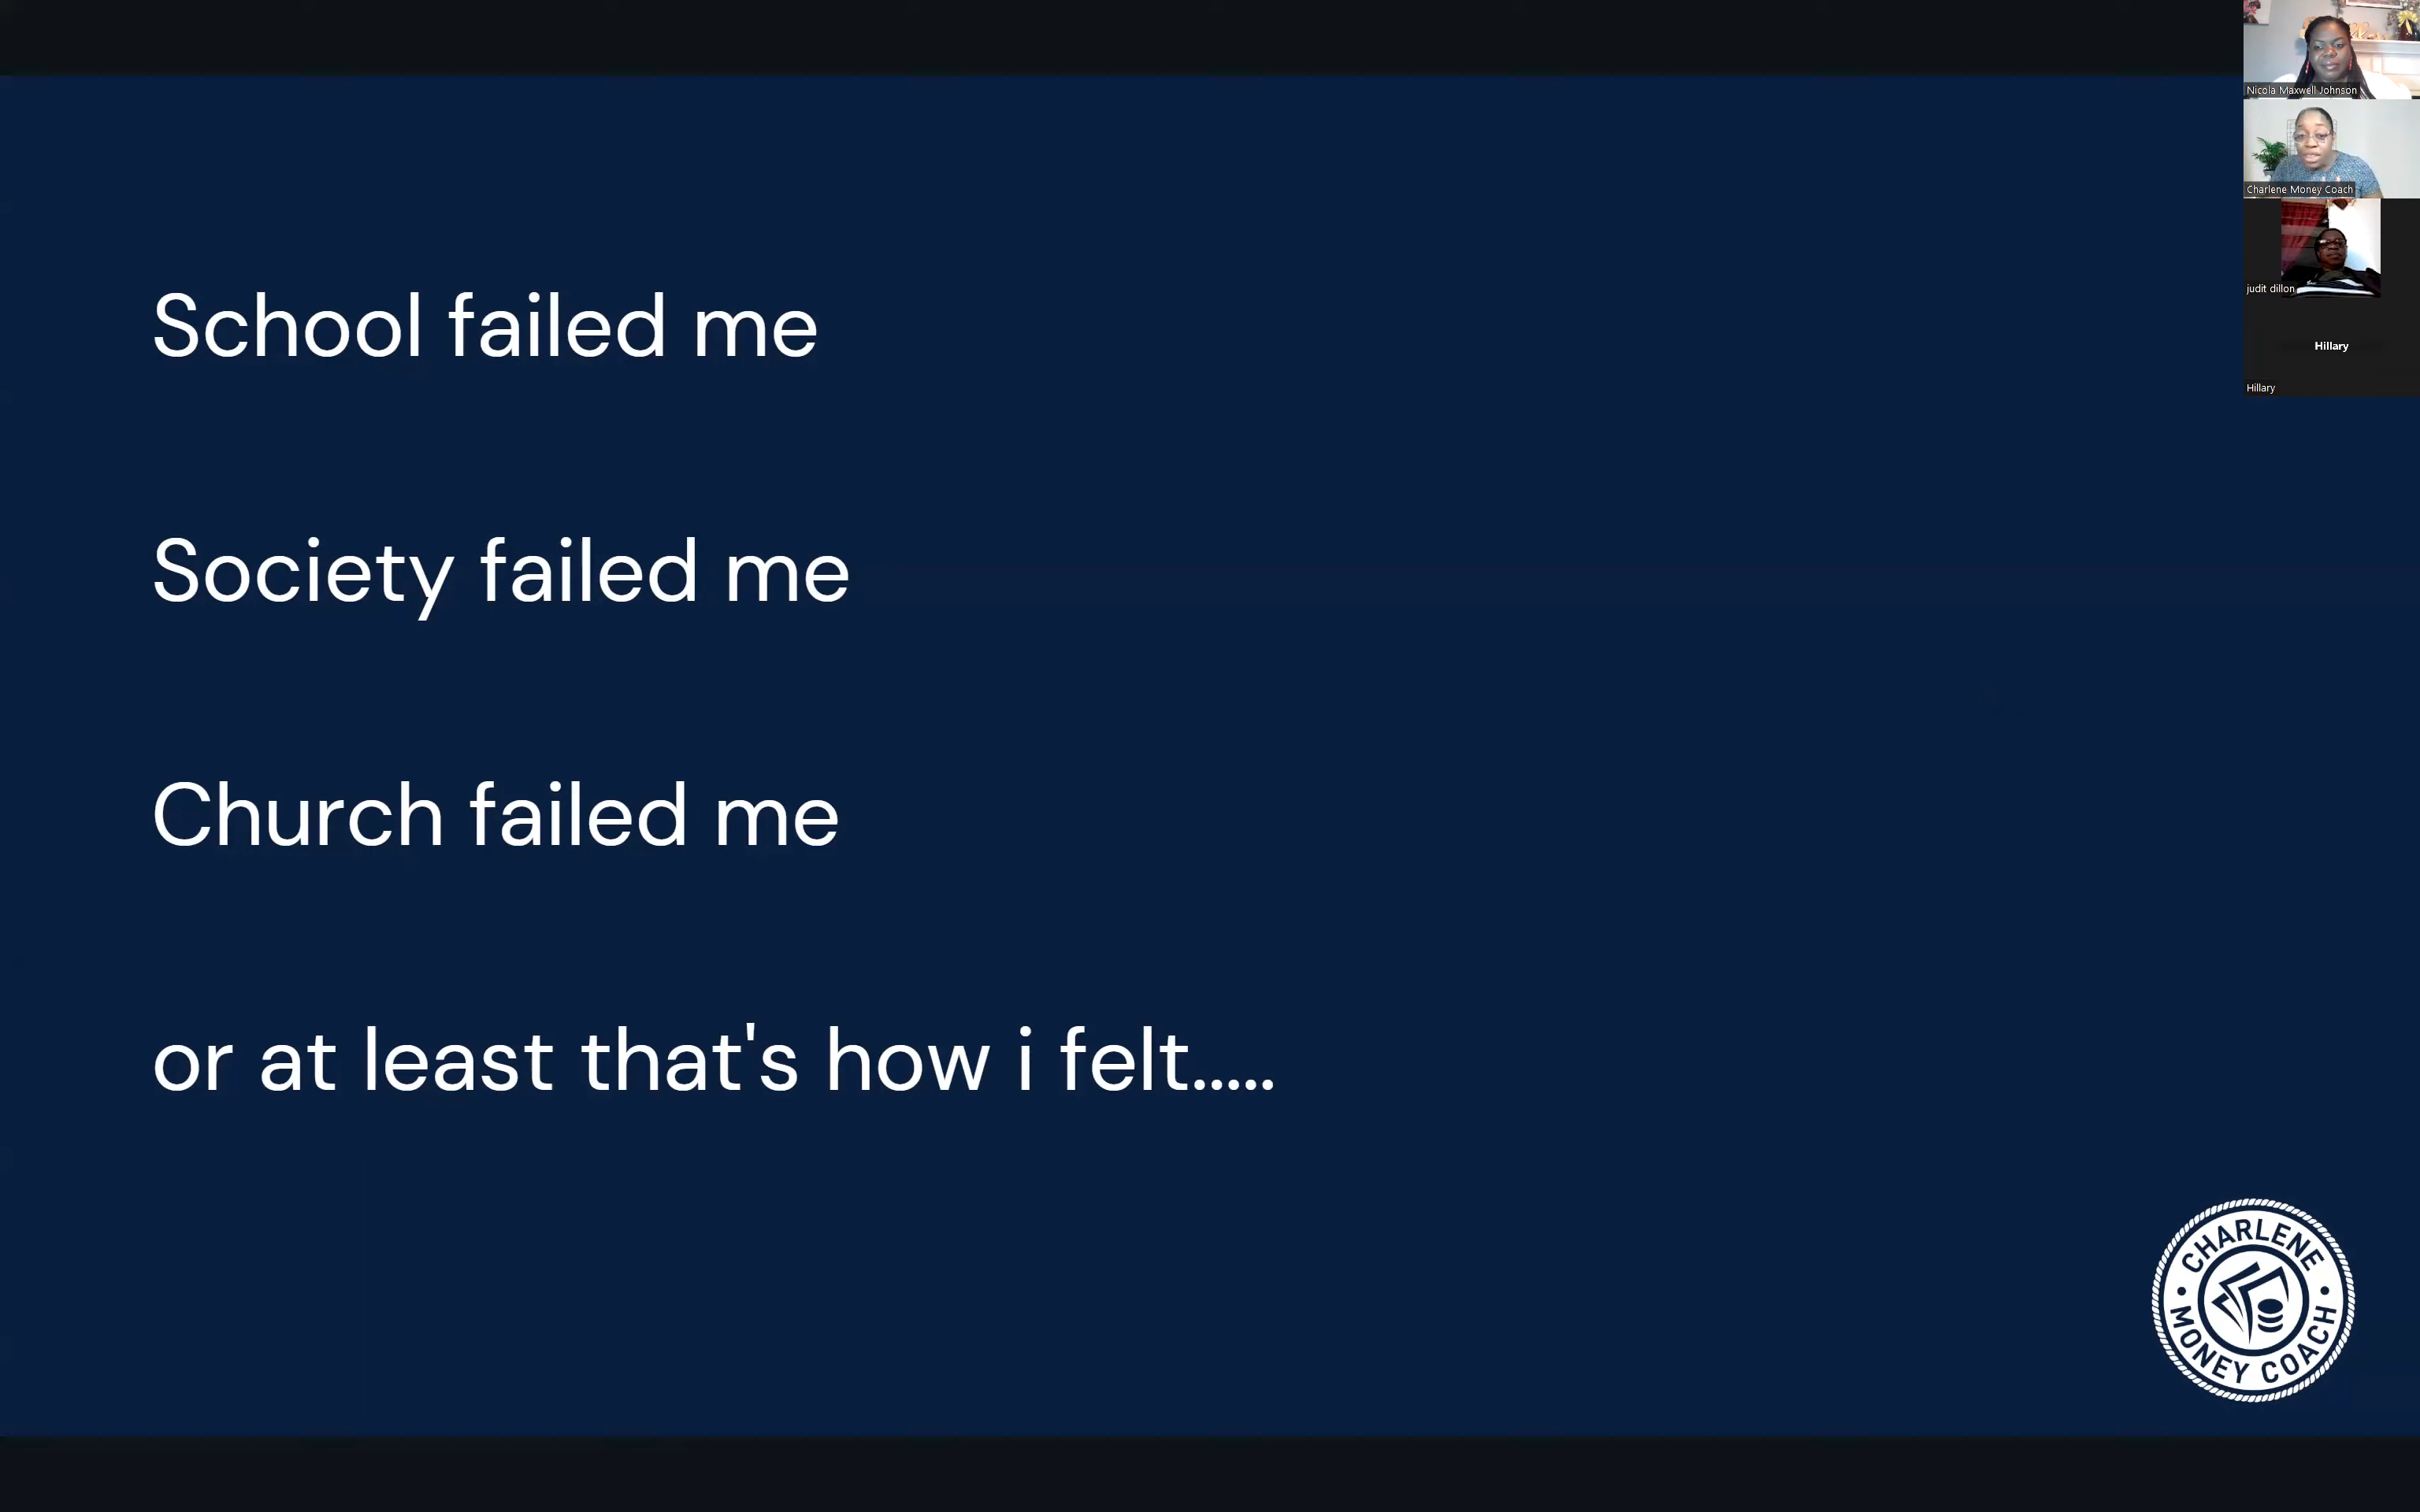 School failed me
Society failed me
Church failed me
or at least that's how i felt.....
Nicola Maxwell Johnson
Charlene Money Coach
judit dillon
Hillary
Hillary
CHARLENE
MONEY COACH